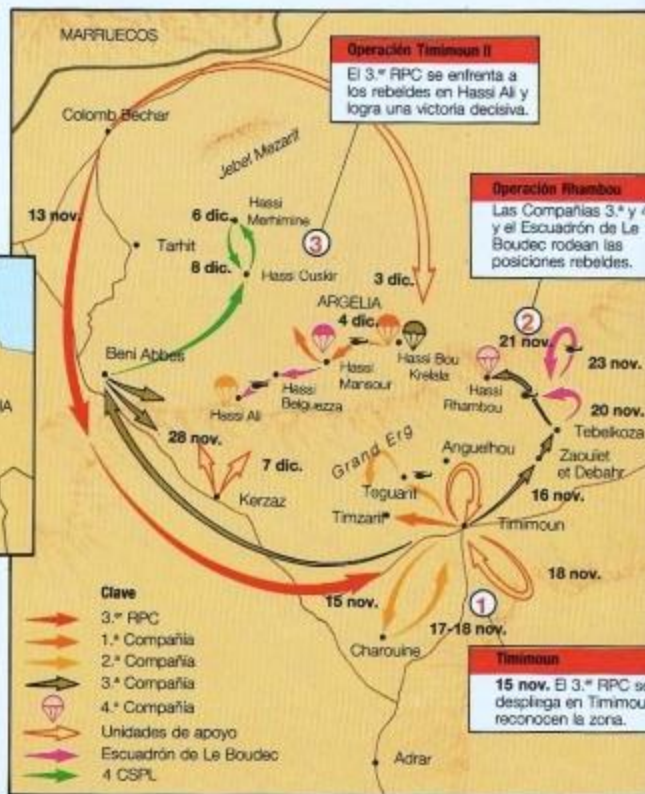 MARRUECOS
Operación Timimoun II
El 3.er RPC se enfrenta a
los rebeldes en Hassi Ali y
logra una victoria decisiva.
Colomb Bechar
Jebel Mezarif
Operación Rhambou
Las Compañías 3.ª y 4
y el Escuadrón de Le
Boudec rodean las
posiciones rebeldes.
13 nov.
6 dic.
Hassi
Merhimine
3
Tarhit
8 dic.
Hassi Ouskir
3 dic.
ARGELIA
4 dic.
2
21 nov.
23 nov.
Beni Abbes
Hassi
Mansour
Hassi Bou
Krelala
Hassi
Rhambou
Hassi
Belguezza
Hassi Ali
20 nov.
IA
Tebelkoza
28 nov.
Grand Erg
Anguelhou
Zaouiet
et Debahr
7 dic.
Kerzaz
Teguant
16 nov.
Timzarit
Timimoun
Clave
3.er RPC
1.ª Compañía
2.ª Compañía
3.ª Compañía
4.ª Compañía
Unidades de apoyo
Escuadrón de Le Boudec
4 CSPL
15 nov.
18 nov.
1
17-18 nov.
Charouine
Timimoun
15 nov. El 3.er RPC se
despliega en Timimou
reconocen la zona.
Adrar